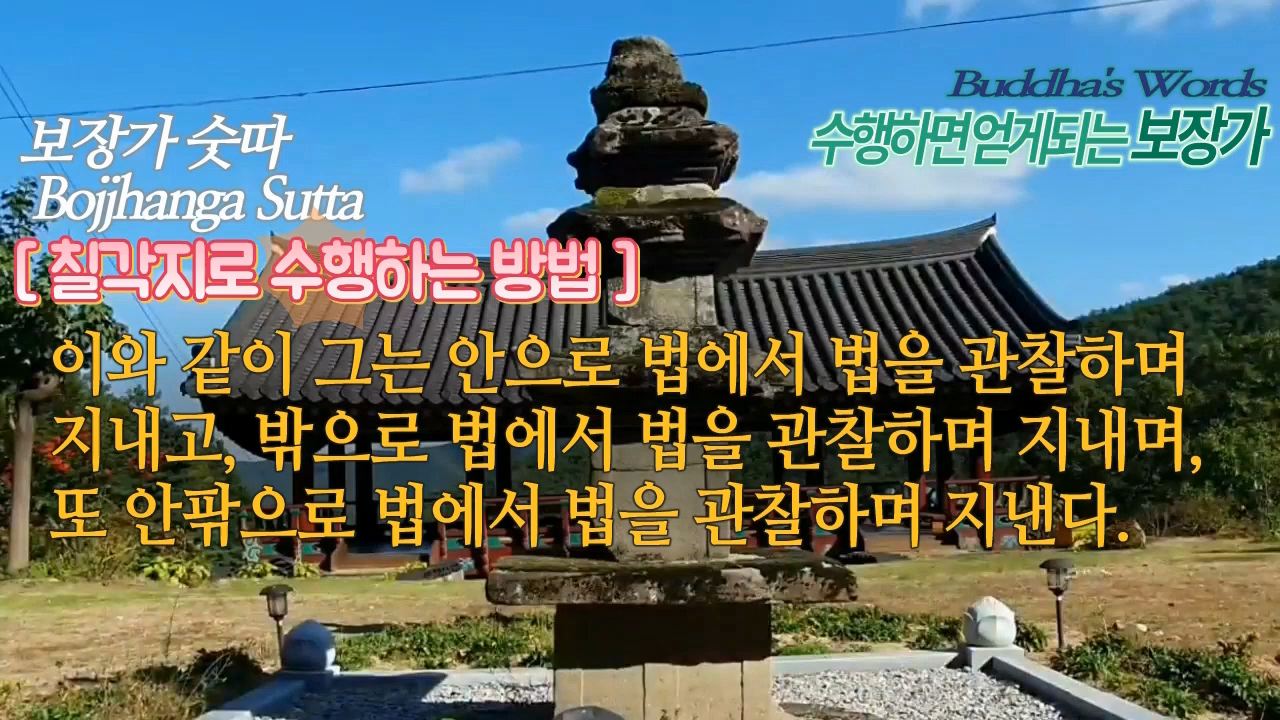 Buddha's Words
수행하면 얻게되는 보장가
보장가 숫따
Bojjhanga Sutta
[ 칠각지로 수행하는 방법 ]
이와 같이 그는 안으로 법에서 법을 관찰하며
지내고, 밖으로 법에서 법을 관찰하며 지내며,
또 안팎으로 법에서 법을 관찰하며 지낸다.